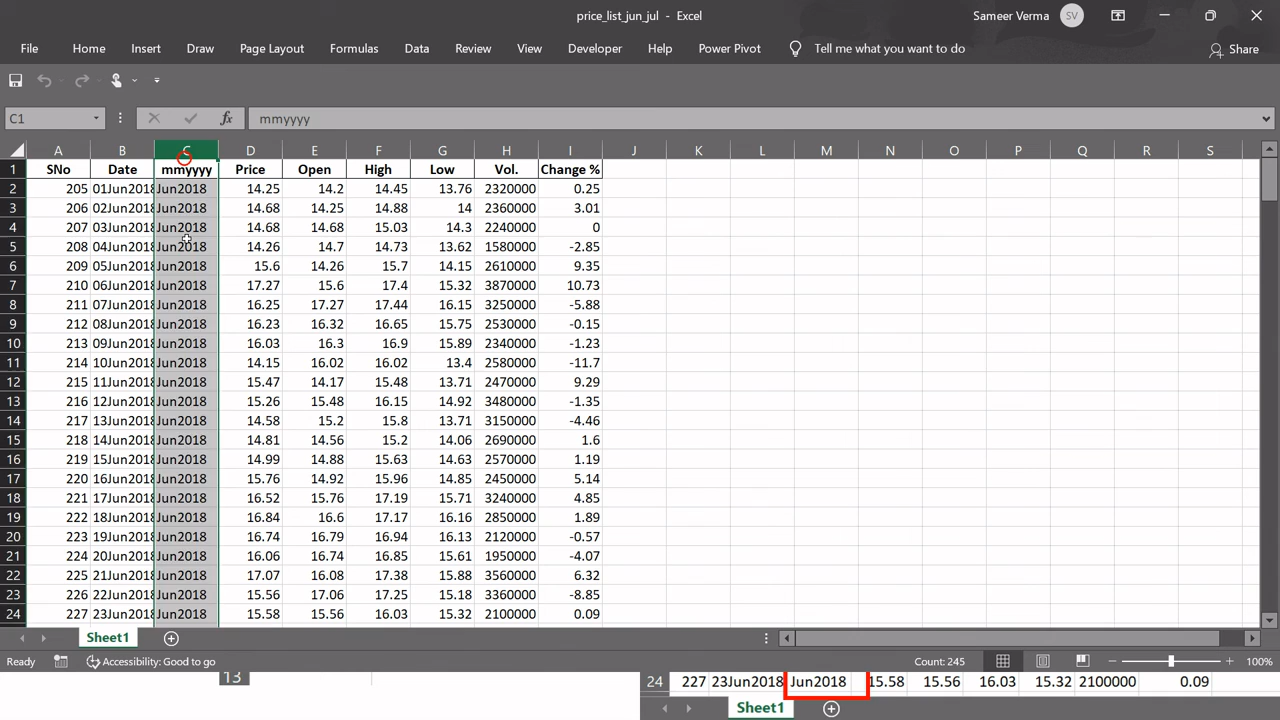 price_list_jun_jul - Excel
Sameer Verma SV
File Home Insert Draw Page Layout Formulas Data Review View Developer Help Power Pivot Tell me what you want to do Share
C1 fx mmyyyy
A B C D E F G H I J K L M N O P Q R S
1 SNo Date mmyyyy Price Open High Low Vol. Change %
2 205 01Jun2018 Jun2018 14.25 14.2 14.45 13.76 2320000 0.25
3 206 02Jun2018 Jun2018 14.68 14.25 14.88 14 2360000 3.01
4 207 03Jun2018 Jun2018 14.68 14.68 15.03 14.3 2240000 0
5 208 04Jun2018 Jun2018 14.26 14.7 14.73 13.62 1580000 -2.85
6 209 05Jun2018 Jun2018 15.6 14.26 15.7 14.15 2610000 9.35
7 210 06Jun2018 Jun2018 17.27 15.6 17.4 15.32 3870000 10.73
8 211 07Jun2018 Jun2018 16.25 17.27 17.44 16.15 3250000 -5.88
9 212 08Jun2018 Jun2018 16.23 16.32 16.65 15.75 2530000 -0.15
10 213 09Jun2018 Jun2018 16.03 16.3 16.9 15.89 2340000 -1.23
11 214 10Jun2018 Jun2018 14.15 16.02 16.02 13.4 2580000 -11.7
12 215 11Jun2018 Jun2018 15.47 14.17 15.48 13.71 2470000 9.29
13 216 12Jun2018 Jun2018 15.26 15.48 16.15 14.92 3480000 -1.35
14 217 13Jun2018 Jun2018 14.58 15.2 15.8 13.71 3150000 -4.46
15 218 14Jun2018 Jun2018 14.81 14.56 15.2 14.06 2690000 1.6
16 219 15Jun2018 Jun2018 14.99 14.88 15.63 14.63 2570000 1.19
17 220 16Jun2018 Jun2018 15.76 14.92 15.96 14.85 2450000 5.14
18 221 17Jun2018 Jun2018 16.52 15.76 17.19 15.71 3240000 4.85
19 222 18Jun2018 Jun2018 16.84 16.6 17.17 16.16 2850000 1.89
20 223 19Jun2018 Jun2018 16.74 16.79 16.94 16.13 2120000 -0.57
21 224 20Jun2018 Jun2018 16.06 16.74 16.85 15.61 1950000 -4.07
22 225 21Jun2018 Jun2018 17.07 16.08 17.38 15.88 3560000 6.32
23 226 22Jun2018 Jun2018 15.56 17.06 17.25 15.18 3360000 -8.85
24 227 23Jun2018 Jun2018 15.58 15.56 16.03 15.32 2100000 0.09
Sheet1
Ready Accessibility: Good to go Count: 245 100%
13
24 227 23Jun2018 Jun2018 15.58 15.56 16.03 15.32 2100000 0.09
Sheet1